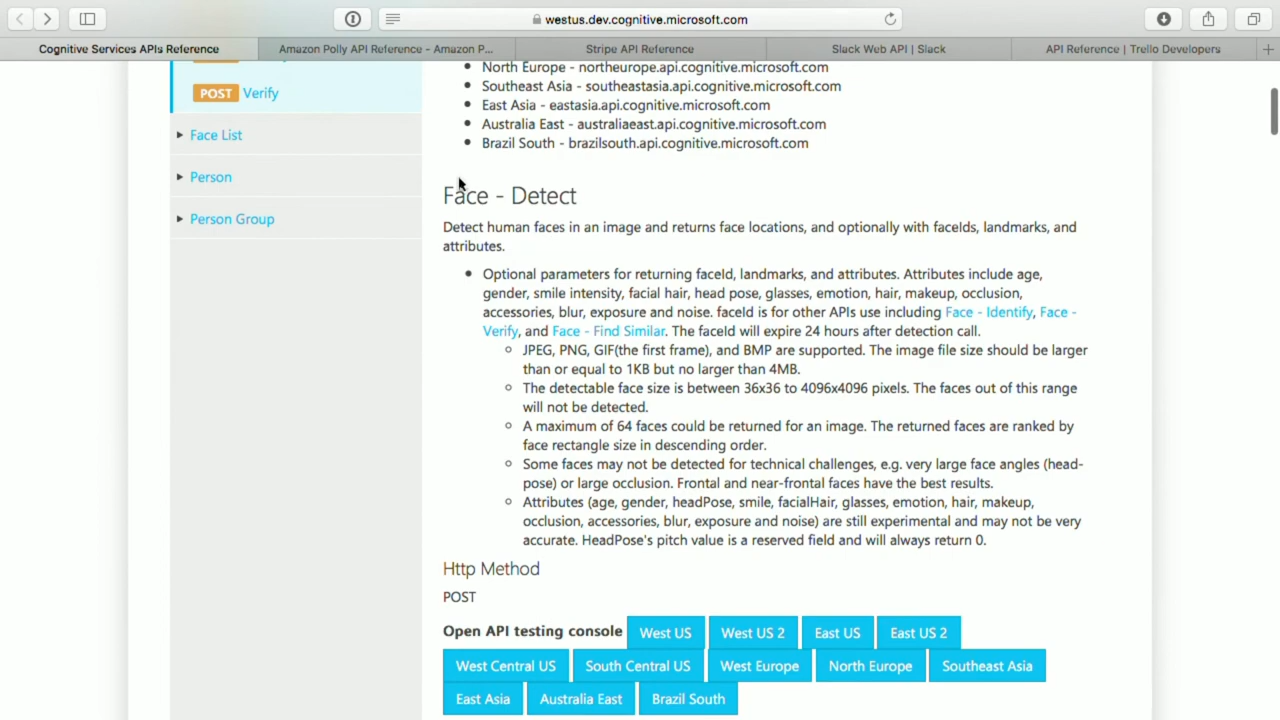 westus.dev.cognitive.microsoft.com
Cognitive Services APIs Reference
Amazon Polly API Reference - Amazon P...
Stripe API Reference
Slack Web API | Slack
API Reference | Trello Developers
POST Verify
Face List
Person
Person Group
North Europe - northeurope.api.cognitive.microsoft.com
Southeast Asia - southeastasia.api.cognitive.microsoft.com
East Asia - eastasia.api.cognitive.microsoft.com
Australia East - australiaeast.api.cognitive.microsoft.com
Brazil South - brazilsouth.api.cognitive.microsoft.com
Face - Detect
Detect human faces in an image and returns face locations, and optionally with faceIds, landmarks, and
attributes.
Optional parameters for returning faceId, landmarks, and attributes. Attributes include age,
gender, smile intensity, facial hair, head pose, glasses, emotion, hair, makeup, occlusion,
accessories, blur, exposure and noise. faceId is for other APIs use including Face - Identify, Face -
Verify, and Face - Find Similar. The faceId will expire 24 hours after detection call.
JPEG, PNG, GIF(the first frame), and BMP are supported. The image file size should be larger
than or equal to 1KB but no larger than 4MB.
The detectable face size is between 36x36 to 4096x4096 pixels. The faces out of this range
will not be detected.
A maximum of 64 faces could be returned for an image. The returned faces are ranked by
face rectangle size in descending order.
Some faces may not be detected for technical challenges, e.g. very large face angles (head-
pose) or large occlusion. Frontal and near-frontal faces have the best results.
Attributes (age, gender, headPose, smile, facialHair, glasses, emotion, hair, makeup,
occlusion, accessories, blur, exposure and noise) are still experimental and may not be very
accurate. HeadPose's pitch value is a reserved field and will always return 0.
Http Method
POST
Open API testing console West US West US 2 East US East US 2
West Central US South Central US West Europe North Europe Southeast Asia
East Asia Australia East Brazil South